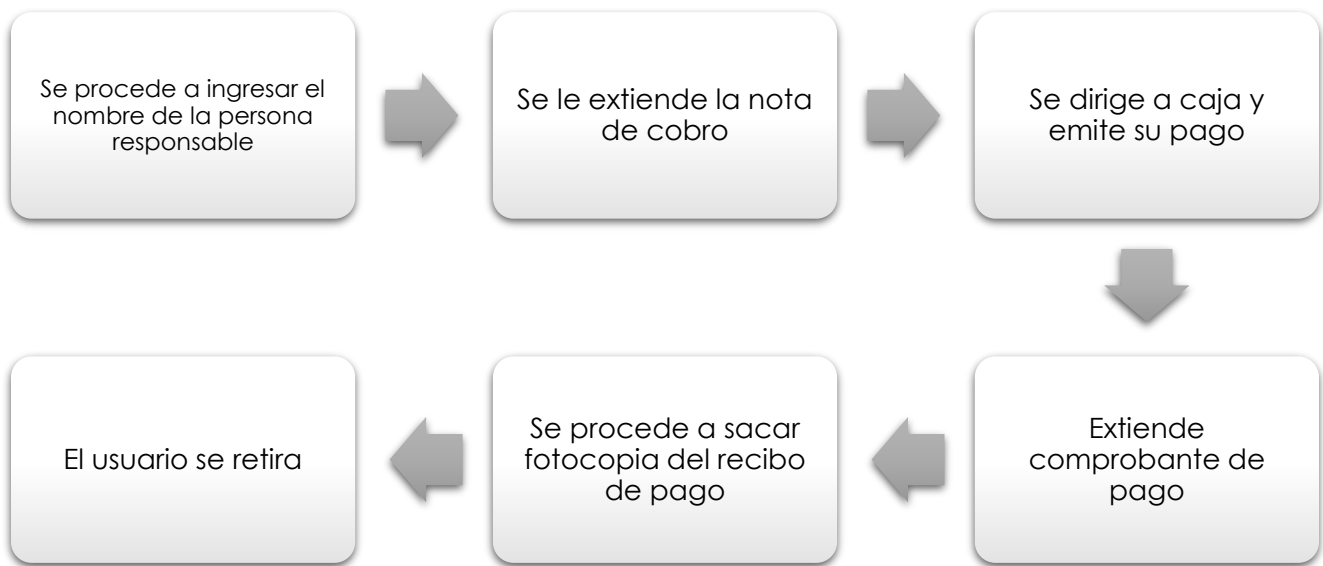 Se procede a ingresar el
nombre de la persona
responsable
Se le extiende la nota
de cobro
Se dirige a caja y
emite su pago
Extiende
comprobante de
pago
Se procede a sacar
fotocopia del recibo
de pago
El usuario se retira